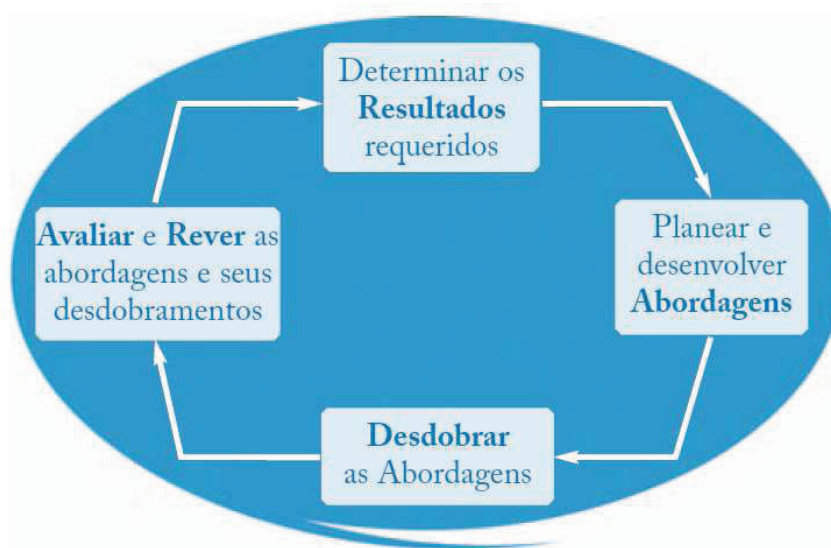 Determinar os
Resultados
requeridos
Avaliar e Rever as
abordagens e seus
desdobramentos
Planear e
desenvolver
Abordagens
Desdobrar
as Abordagens